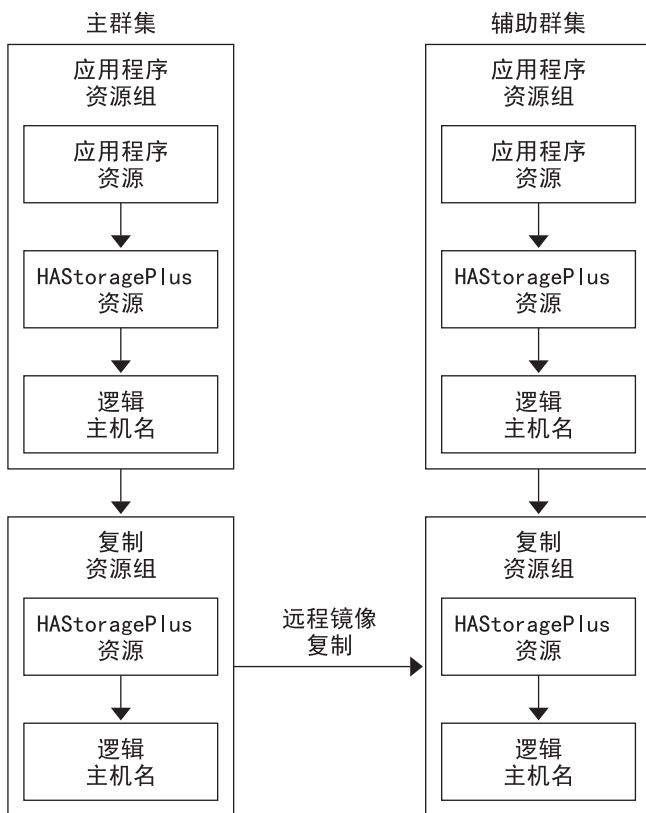 主群集
应用程序
资源组
应用程序
资源
HAStoragePlus
资源
逻辑
主机名
复制
资源组
HAStoragePlus
资源
逻辑
主机名
远程镜像
复制
辅助群集
应用程序
资源组
应用程序
资源
HAStoragePlus
资源
逻辑
主机名
复制
资源组
HAStoragePlus
资源
逻辑
主机名